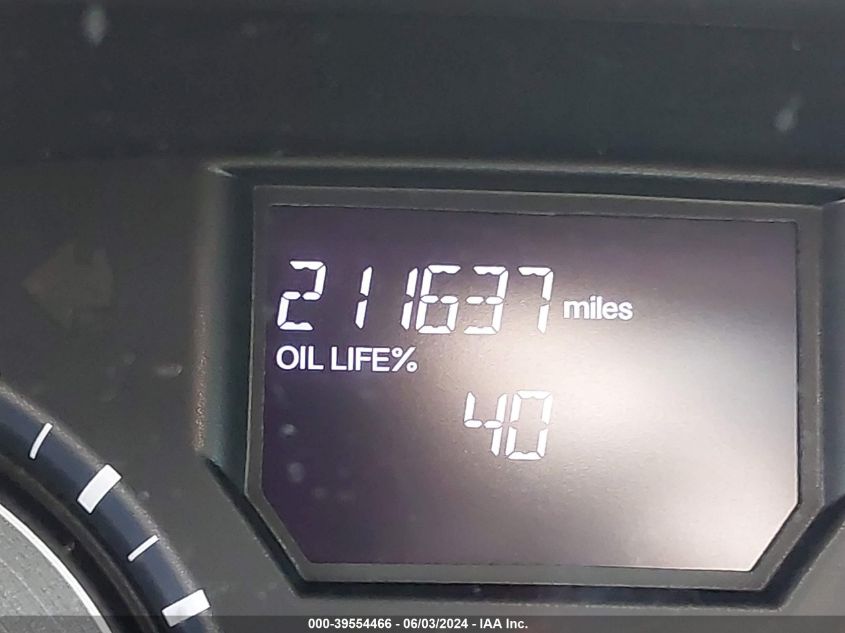 211637 miles
OIL LIFE%
40
000-39554466 - 06/03/2024 - IAA Inc.